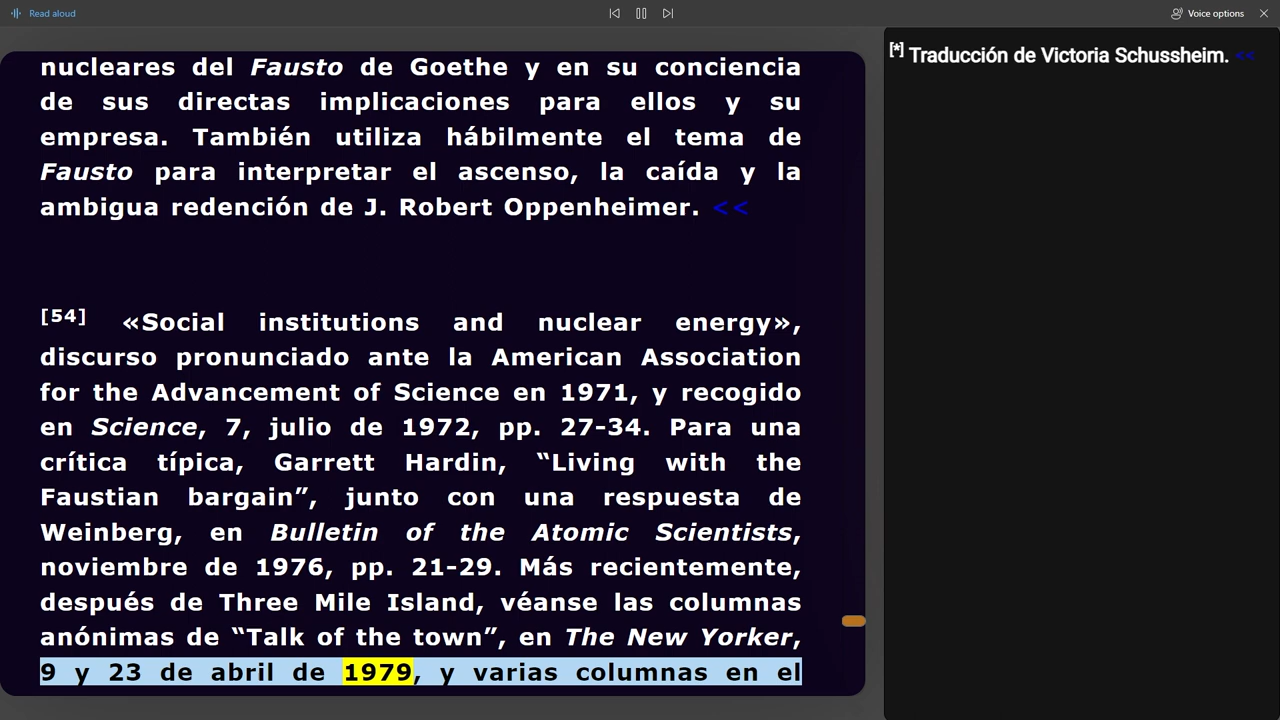 Read aloud
Voice options
nucleares del Fausto de Goethe y en su conciencia
de sus directas implicaciones para ellos y su
empresa. También utiliza hábilmente el tema de
Fausto para interpretar el ascenso, la caída y la
ambigua redención de J. Robert Oppenheimer. <<
[54] «Social institutions and nuclear energy»,
discurso pronunciado ante la American Association
for the Advancement of Science en 1971, y recogido
en Science, 7, julio de 1972, pp. 27-34. Para una
crítica típica, Garrett Hardin, “Living with the
Faustian bargain”, junto con una respuesta de
Weinberg, en Bulletin of the Atomic Scientists,
noviembre de 1976, pp. 21-29. Más recientemente,
después de Three Mile Island, véanse las columnas
anónimas de “Talk of the town”, en The New Yorker,
9 y 23 de abril de 1979, y varias columnas en el
[*] Traducción de Victoria Schussheim. <<